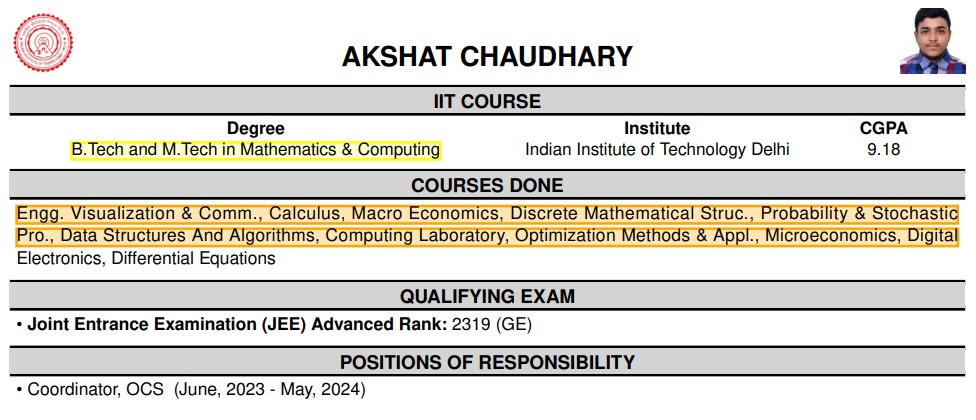 AKSHAT CHAUDHARY
IIT COURSE
Degree Institute CGPA
B.Tech and M.Tech in Mathematics & Computing Indian Institute of Technology Delhi 9.18
COURSES DONE
Engg. Visualization & Comm., Calculus, Macro Economics, Discrete Mathematical Struc., Probability & Stochastic
Pro., Data Structures And Algorithms, Computing Laboratory, Optimization Methods & Appl., Microeconomics, Digital
Electronics, Differential Equations
QUALIFYING EXAM
• Joint Entrance Examination (JEE) Advanced Rank: 2319 (GE)
POSITIONS OF RESPONSIBILITY
• Coordinator, OCS (June, 2023 - May, 2024)